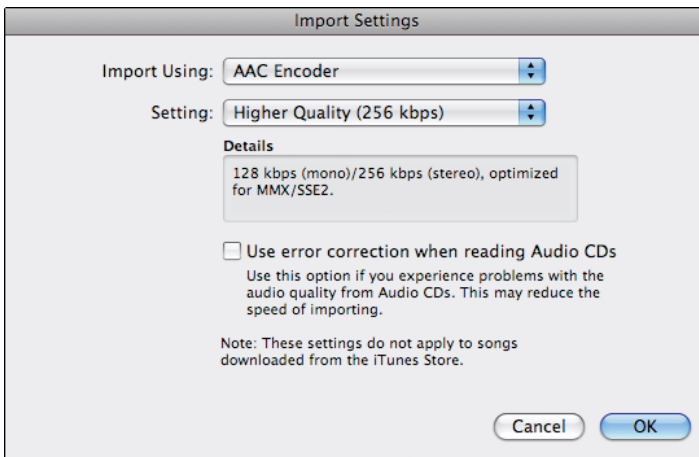 Import Settings
Import Using: AAC Encoder
Setting: Higher Quality (256 kbps)
Details
128 kbps (mono)/256 kbps (stereo), optimized
for MMX/SSE2.
Use error correction when reading Audio CDs
Use this option if you experience problems with the
audio quality from Audio CDs. This may reduce the
speed of importing.
Note: These settings do not apply to songs
downloaded from the iTunes Store.
Cancel OK